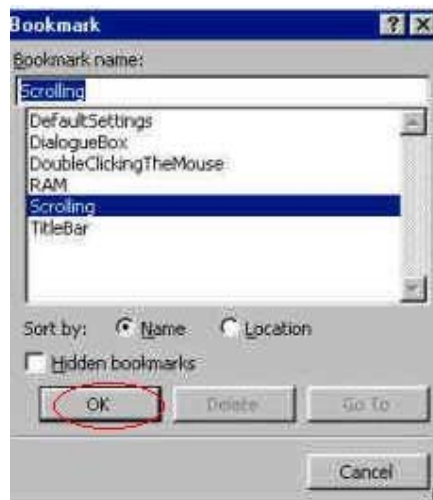 Bookmark
Bookmark name:
Scrolling
DefaultSettings
DialogueBox
DoubleClickingTheMouse
RAM
Scrolling
TitleBar
Sort by: Name Location
Hidden bookmarks
OK Delete Go To
Cancel